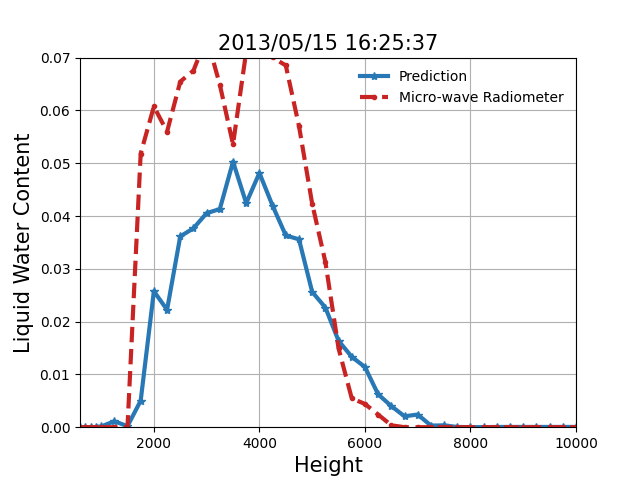 2013/05/15 16:25:37
Prediction
Micro-wave Radiometer
Liquid Water Content
0.07
0.06
0.05
0.04
0.03
0.02
0.01
0.00
2000 4000 6000 8000 10000
Height